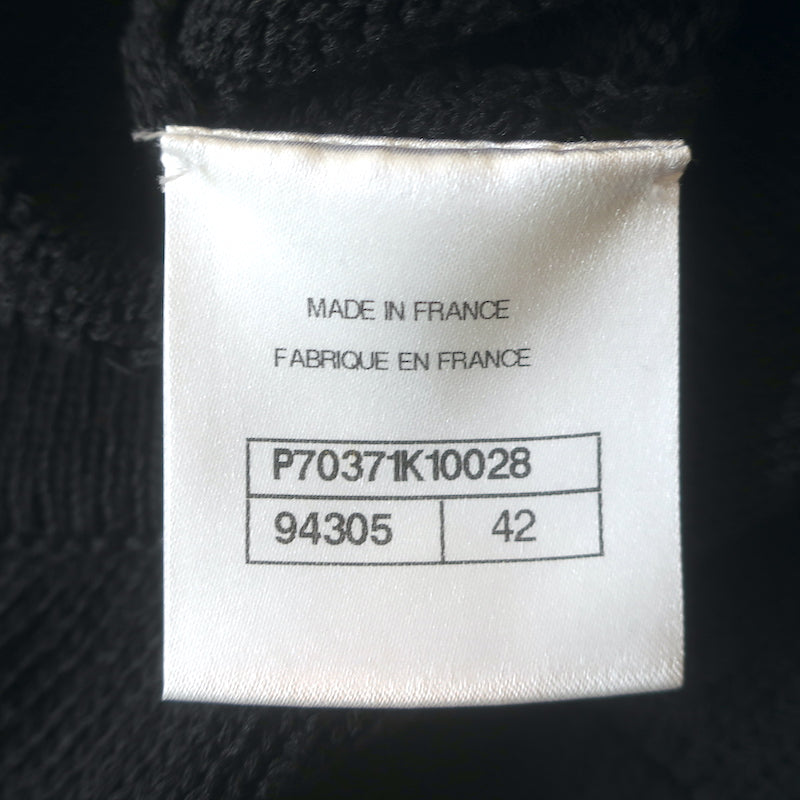 MADE IN FRANCE
FABRIQUE EN FRANCE
P70371K10028
94305 42